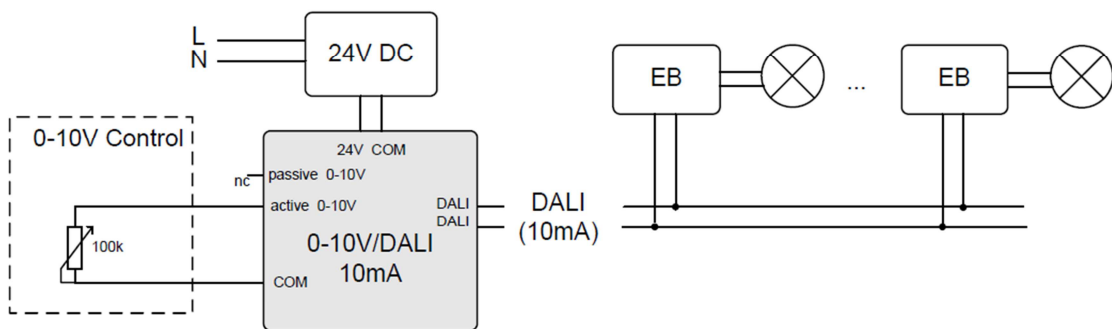 L
N
24V DC
EB
EB
...
0-10V Control
24V COM
nc
passive 0-10V
active 0-10V
DALI
DALI
100k
0-10V/DALI
10mA
COM
DALI
(10mA)